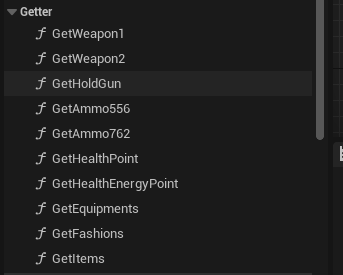 Getter
GetWeapon1
GetWeapon2
GetHoldGun
GetAmmo556
GetAmmo762
GetHealthPoint
GetHealthEnergyPoint
GetEquipments
GetFashions
GetItems